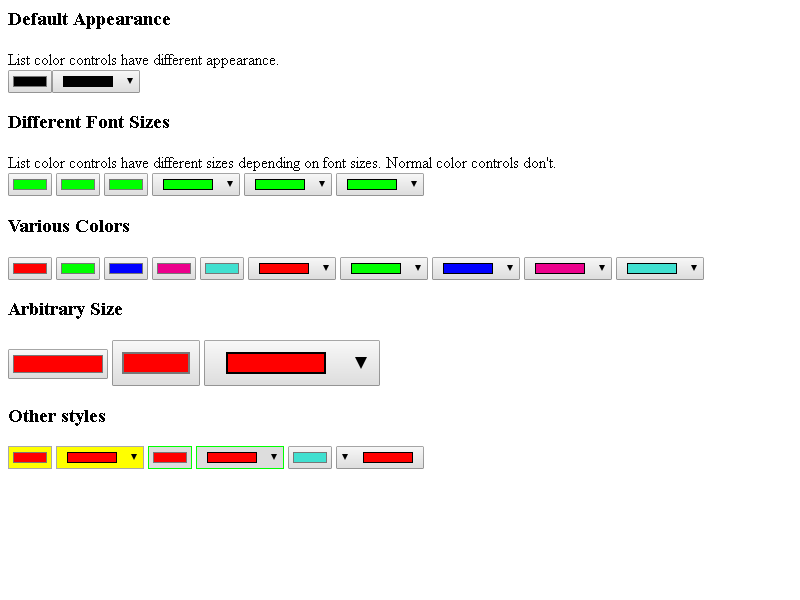 Default Appearance
List color controls have different appearance.
Different Font Sizes
List color controls have different sizes depending on font sizes. Normal color controls don't.
Various Colors
Arbitrary Size
Other styles